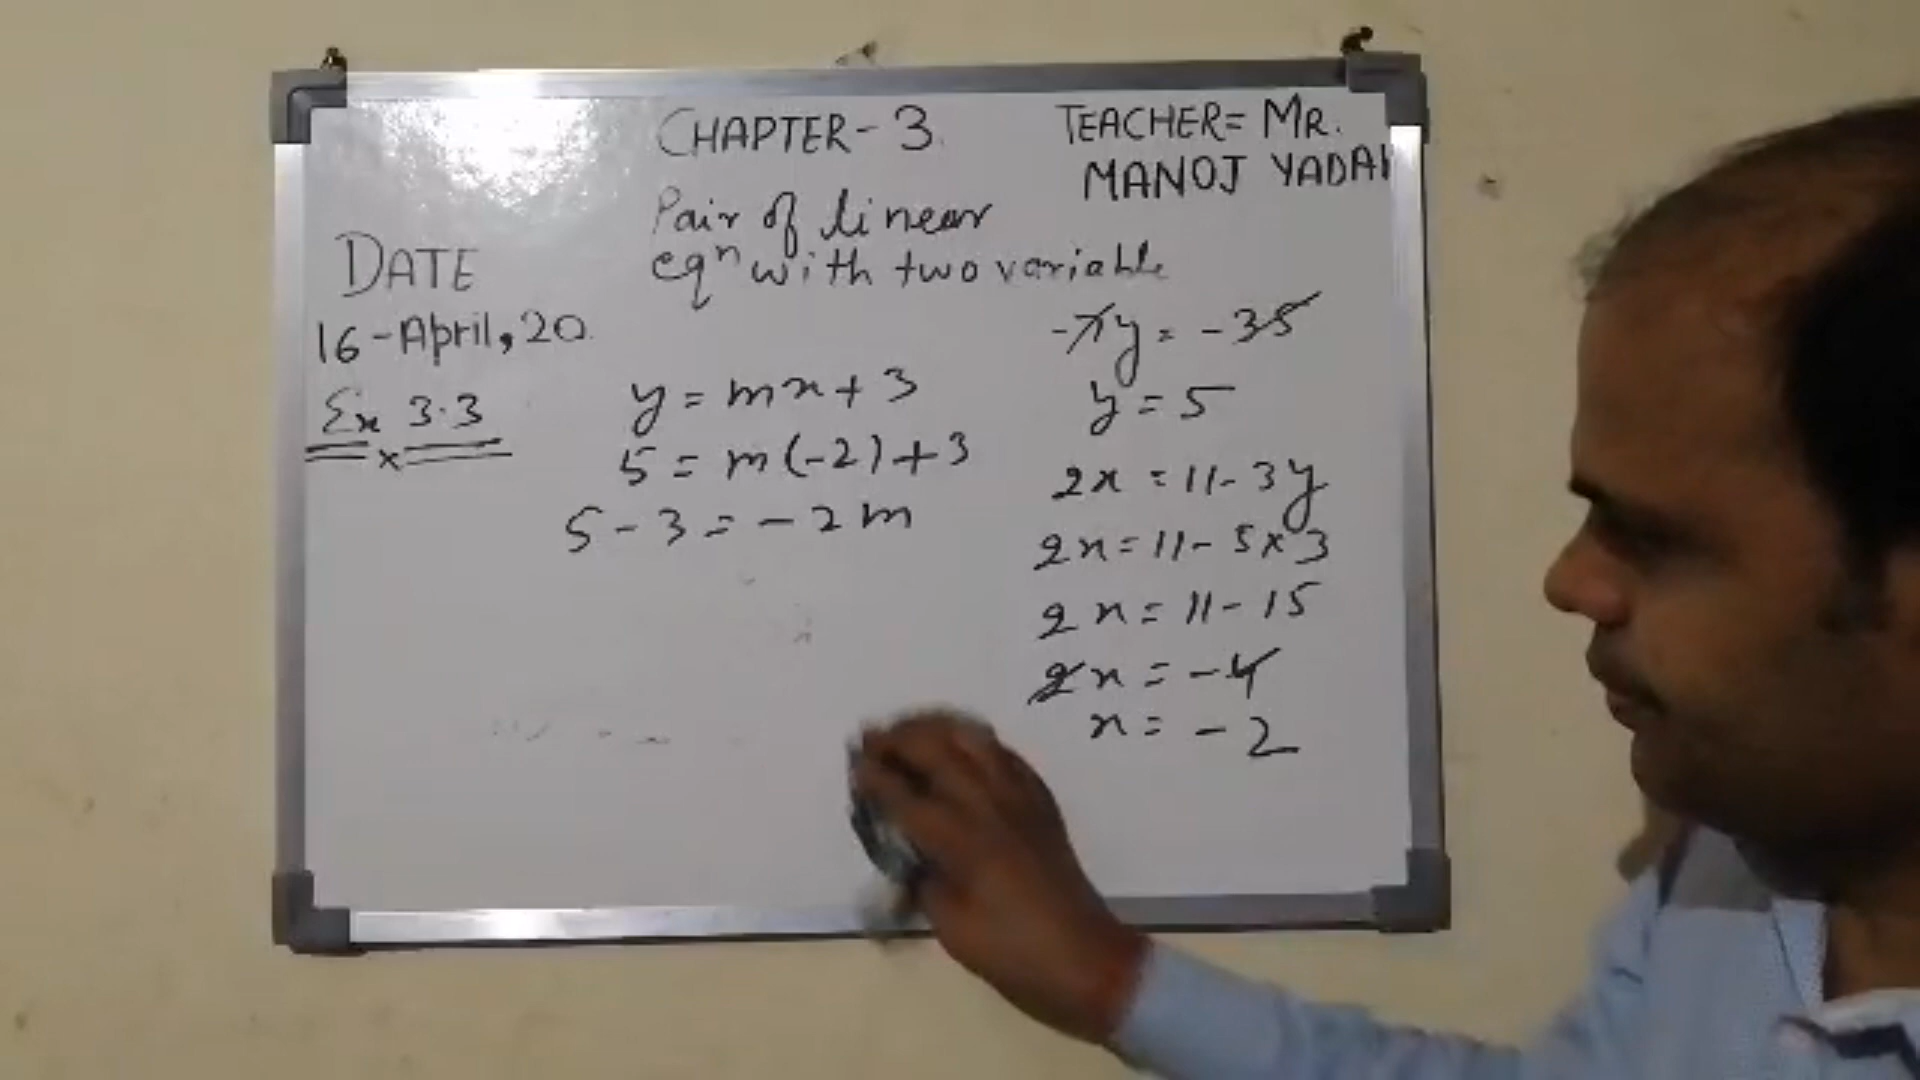 CHAPTER-3.
TEACHER= MR.
MANOJ YADAV
Pair of linear
eqⁿ with two variable
DATE
16-April, 20.
Ex 3.3
x
y = mx + 3
5 = m(-2) + 3
5 - 3 = - 2m
-7y = -35
y = 5
2x = 11 - 3y
2x = 11 - 5x3
2x = 11 - 15
2x = -4
x = -2